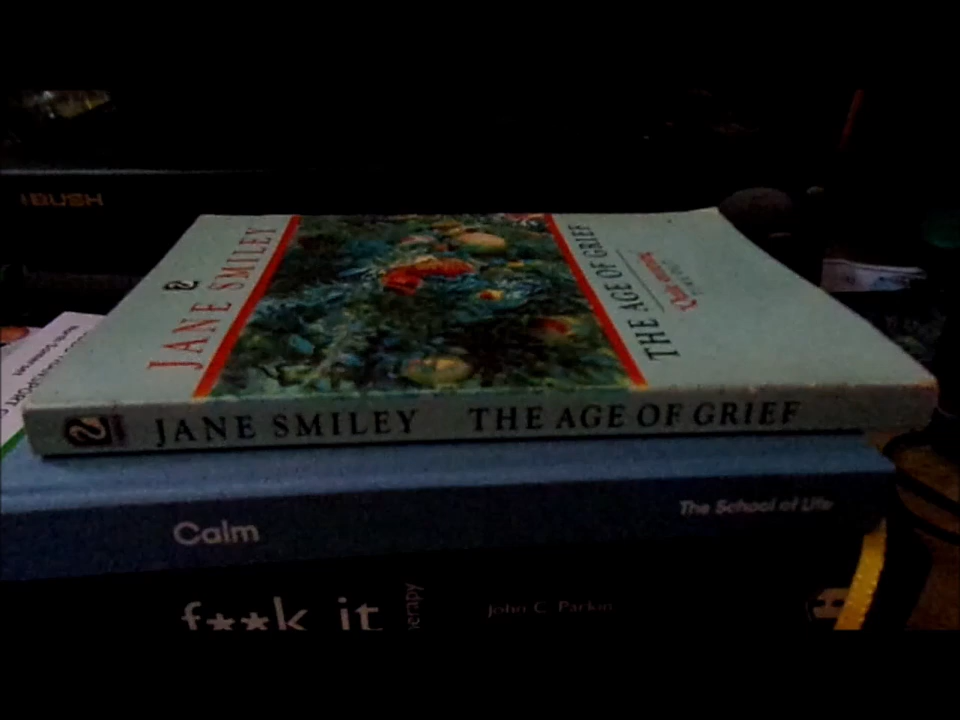 BUSH
JANE SMILEY
THE AGE OF GRIEF
JANE SMILEY THE AGE OF GRIEF
Calm The School of Life
f**k it John C. Parkin